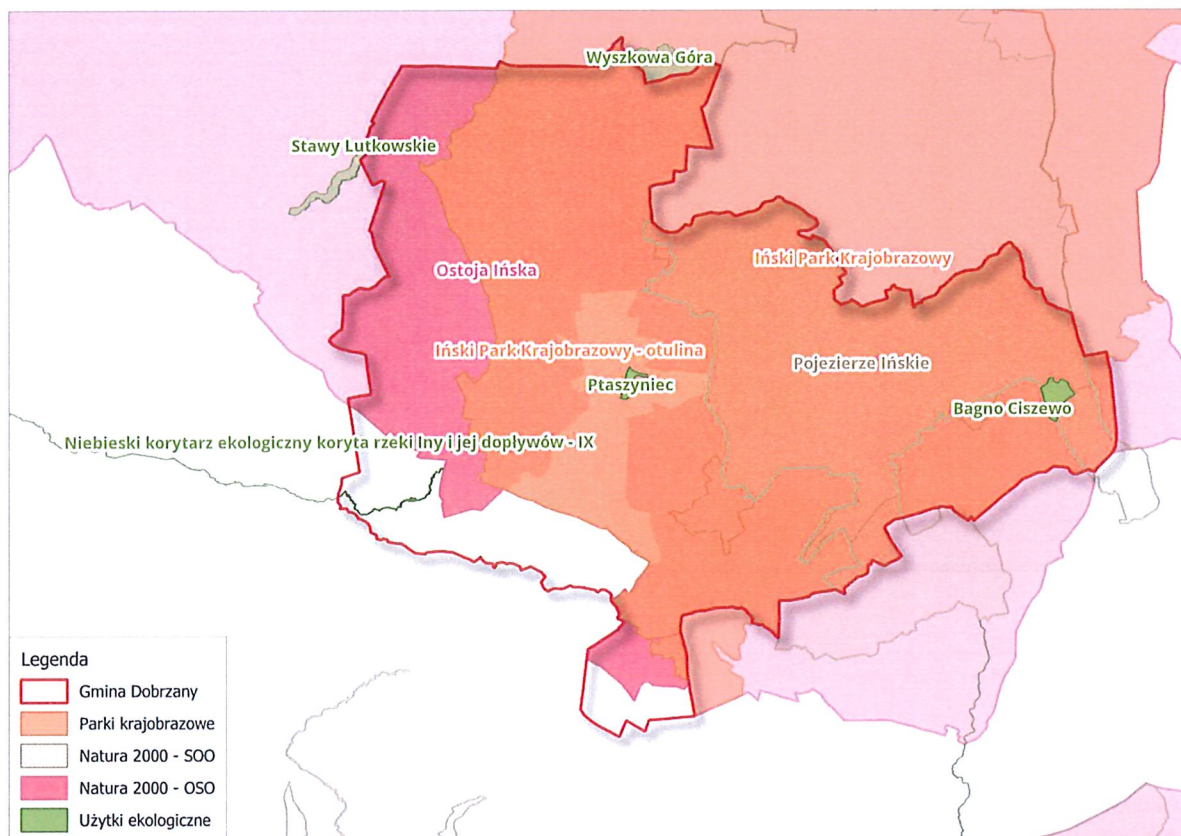 Wyszkowa Góra
Stawy Lutkowskie
Ostoja Ińska
Iński Park Krajobrazowy
Iński Park Krajobrazowy - otulina
Pojezierze Ińskie
Ptaszyniec
Bagno Ciszewo
Niebieski korytarz ekologiczny koryta rzeki Iny i jej dopływów - IX
Legenda
Gmina Dobrzany
Parki krajobrazowe
Natura 2000 - SOO
Natura 2000 - OSO
Użytki ekologiczne